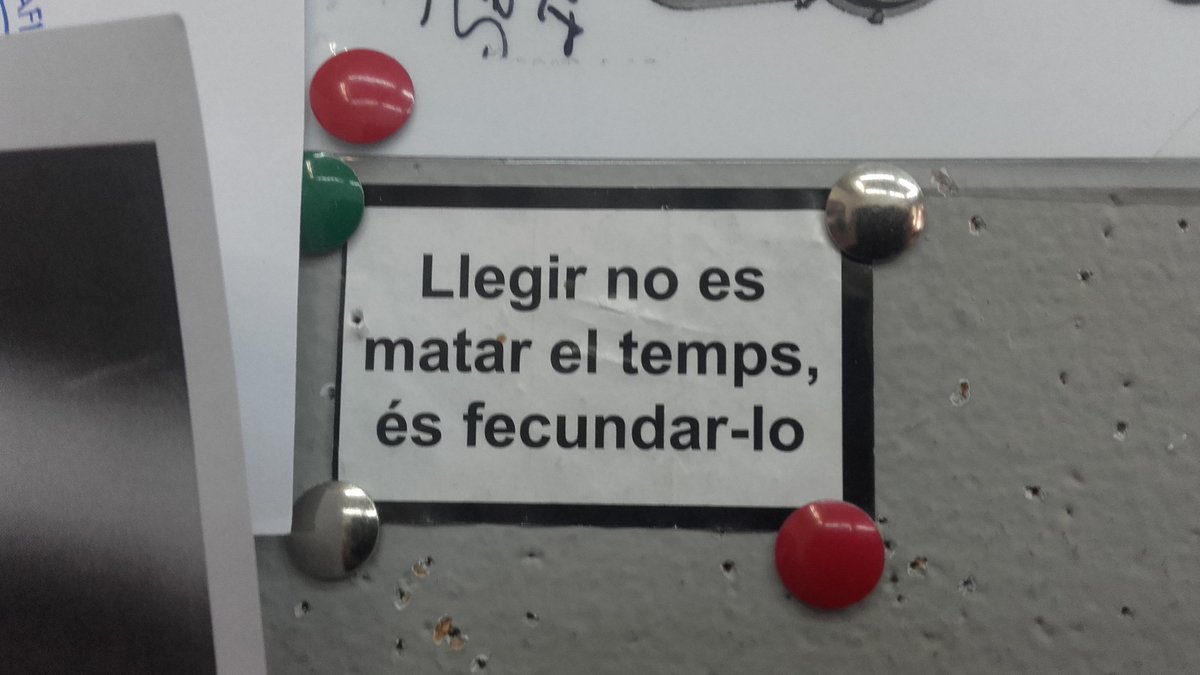 Llegir no es
matar el temps,
és fecundar-lo